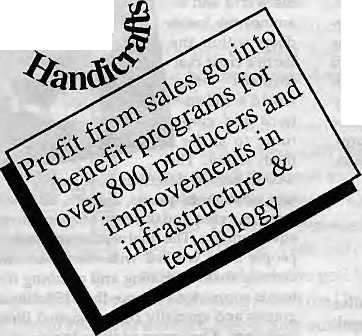 Handicrafts
Profit from sales go into
benefit programs for
over 800 producers and
improvements in
infrastructure &
technology